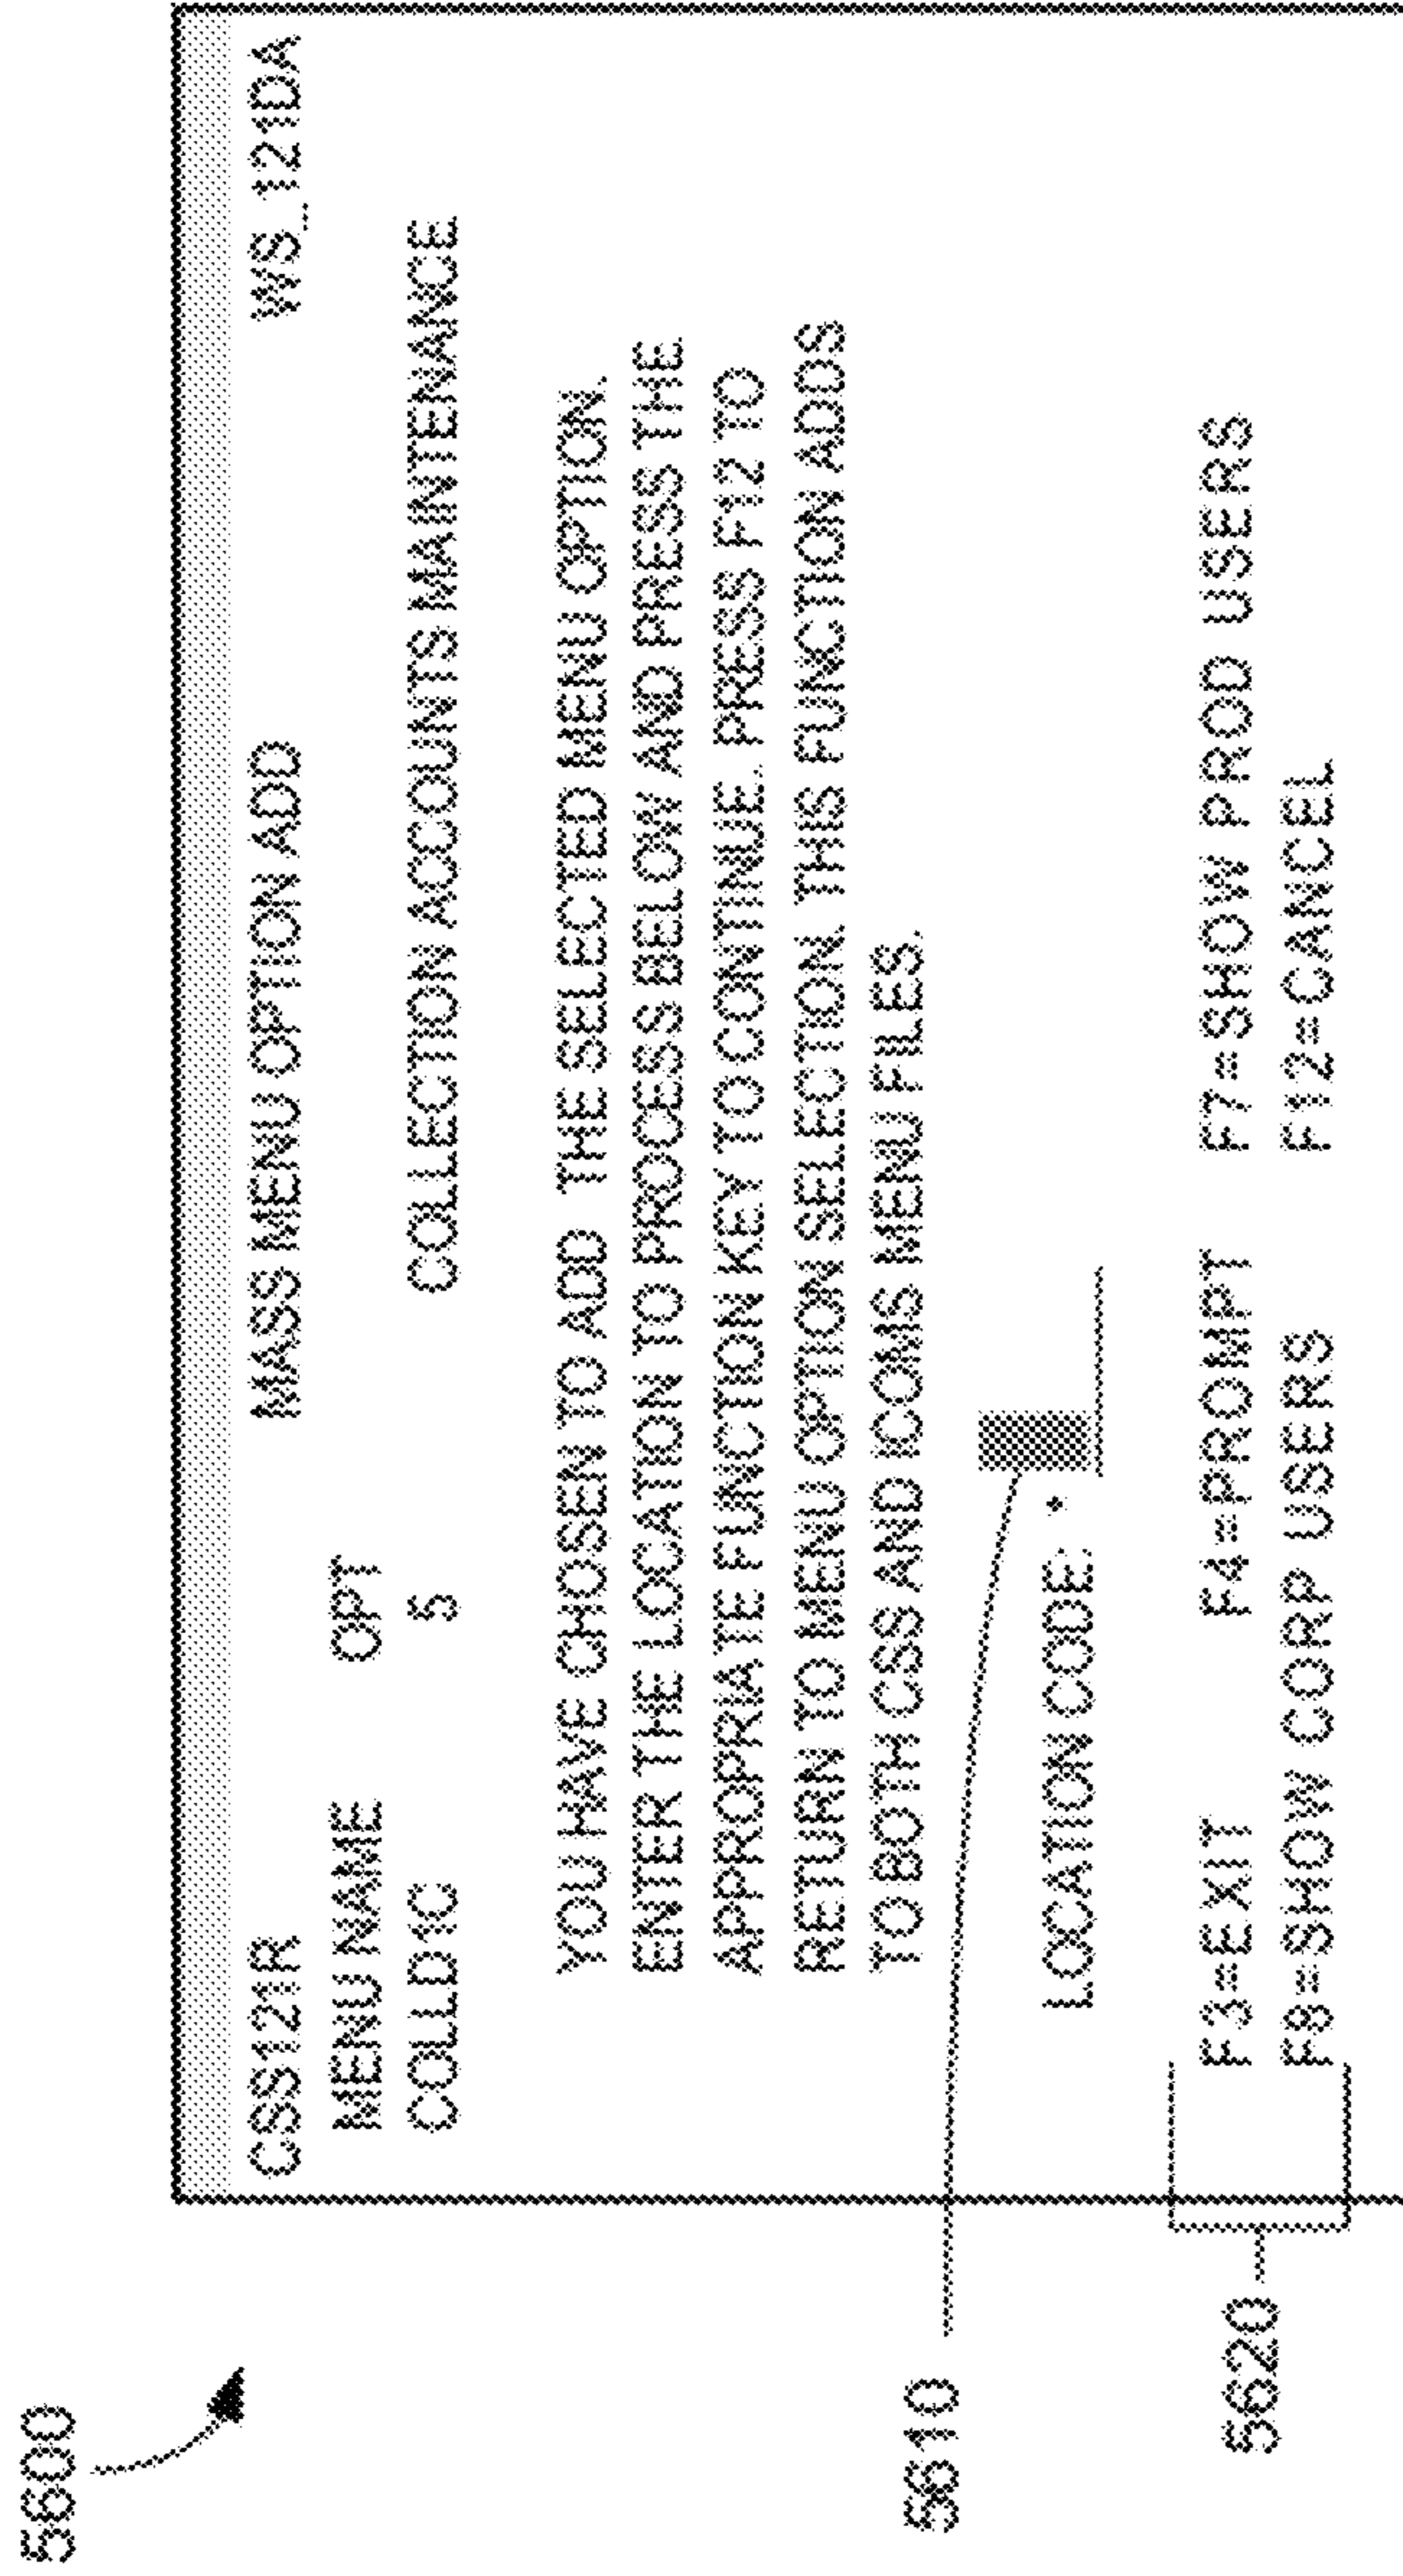 5600
CSS121R MASS MENU OPTION ADD WS_121DA
MENU NAME OPT
COLLD1C 5 COLLECTION ACCOUNTS MAINTENANCE
YOU HAVE CHOSEN TO ADD THE SELECTED MENU OPTION.
ENTER THE LOCATION TO PROCESS BELOW AND PRESS THE
APPROPRIATE FUNCTION KEY TO CONTINUE. PRESS F12 TO
RETURN TO MENU OPTION SELECTION. THIS FUNCTION ADDS
TO BOTH CSS AND ICOMS MENU FILES.
5610
LOCATION CODE: +
5620
F3=EXIT F4=PROMPT F7=SHOW PROD USERS
F8=SHOW CORP USERS F12=CANCEL